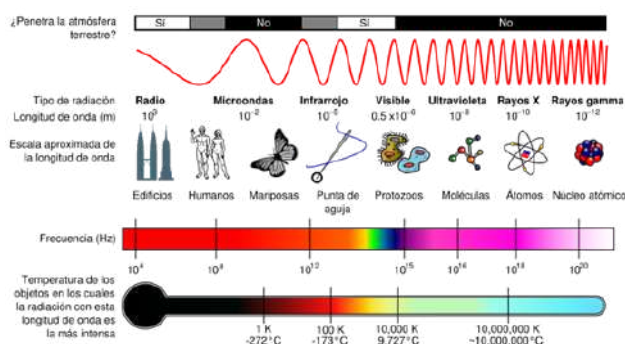 ¿Penetra la atmósfera terrestre?
Sí No Sí No
Tipo de radiación Radio Microondas Infrarrojo Visible Ultravioleta Rayos X Rayos gamma
Longitud de onda (m) 10³ 10⁻² 10⁻⁵ 0.5×10⁻⁶ 10⁻⁸ 10⁻¹⁰ 10⁻¹²
Escala aproximada de
la longitud de onda
Edificios Humanos Mariposas Punta de aguja Protozoos Moléculas Átomos Núcleo atómico
Frecuencia (Hz)
10⁴ 10⁸ 10¹² 10¹⁵ 10¹⁶ 10¹⁸ 10²⁰
Temperatura de los
objetos en los cuales
la radiación con esta
longitud de onda es
la más intensa
1 K 100 K 10,000 K 10,000,000 K
-272°C -173°C 9.727°C ~10,000,000°C